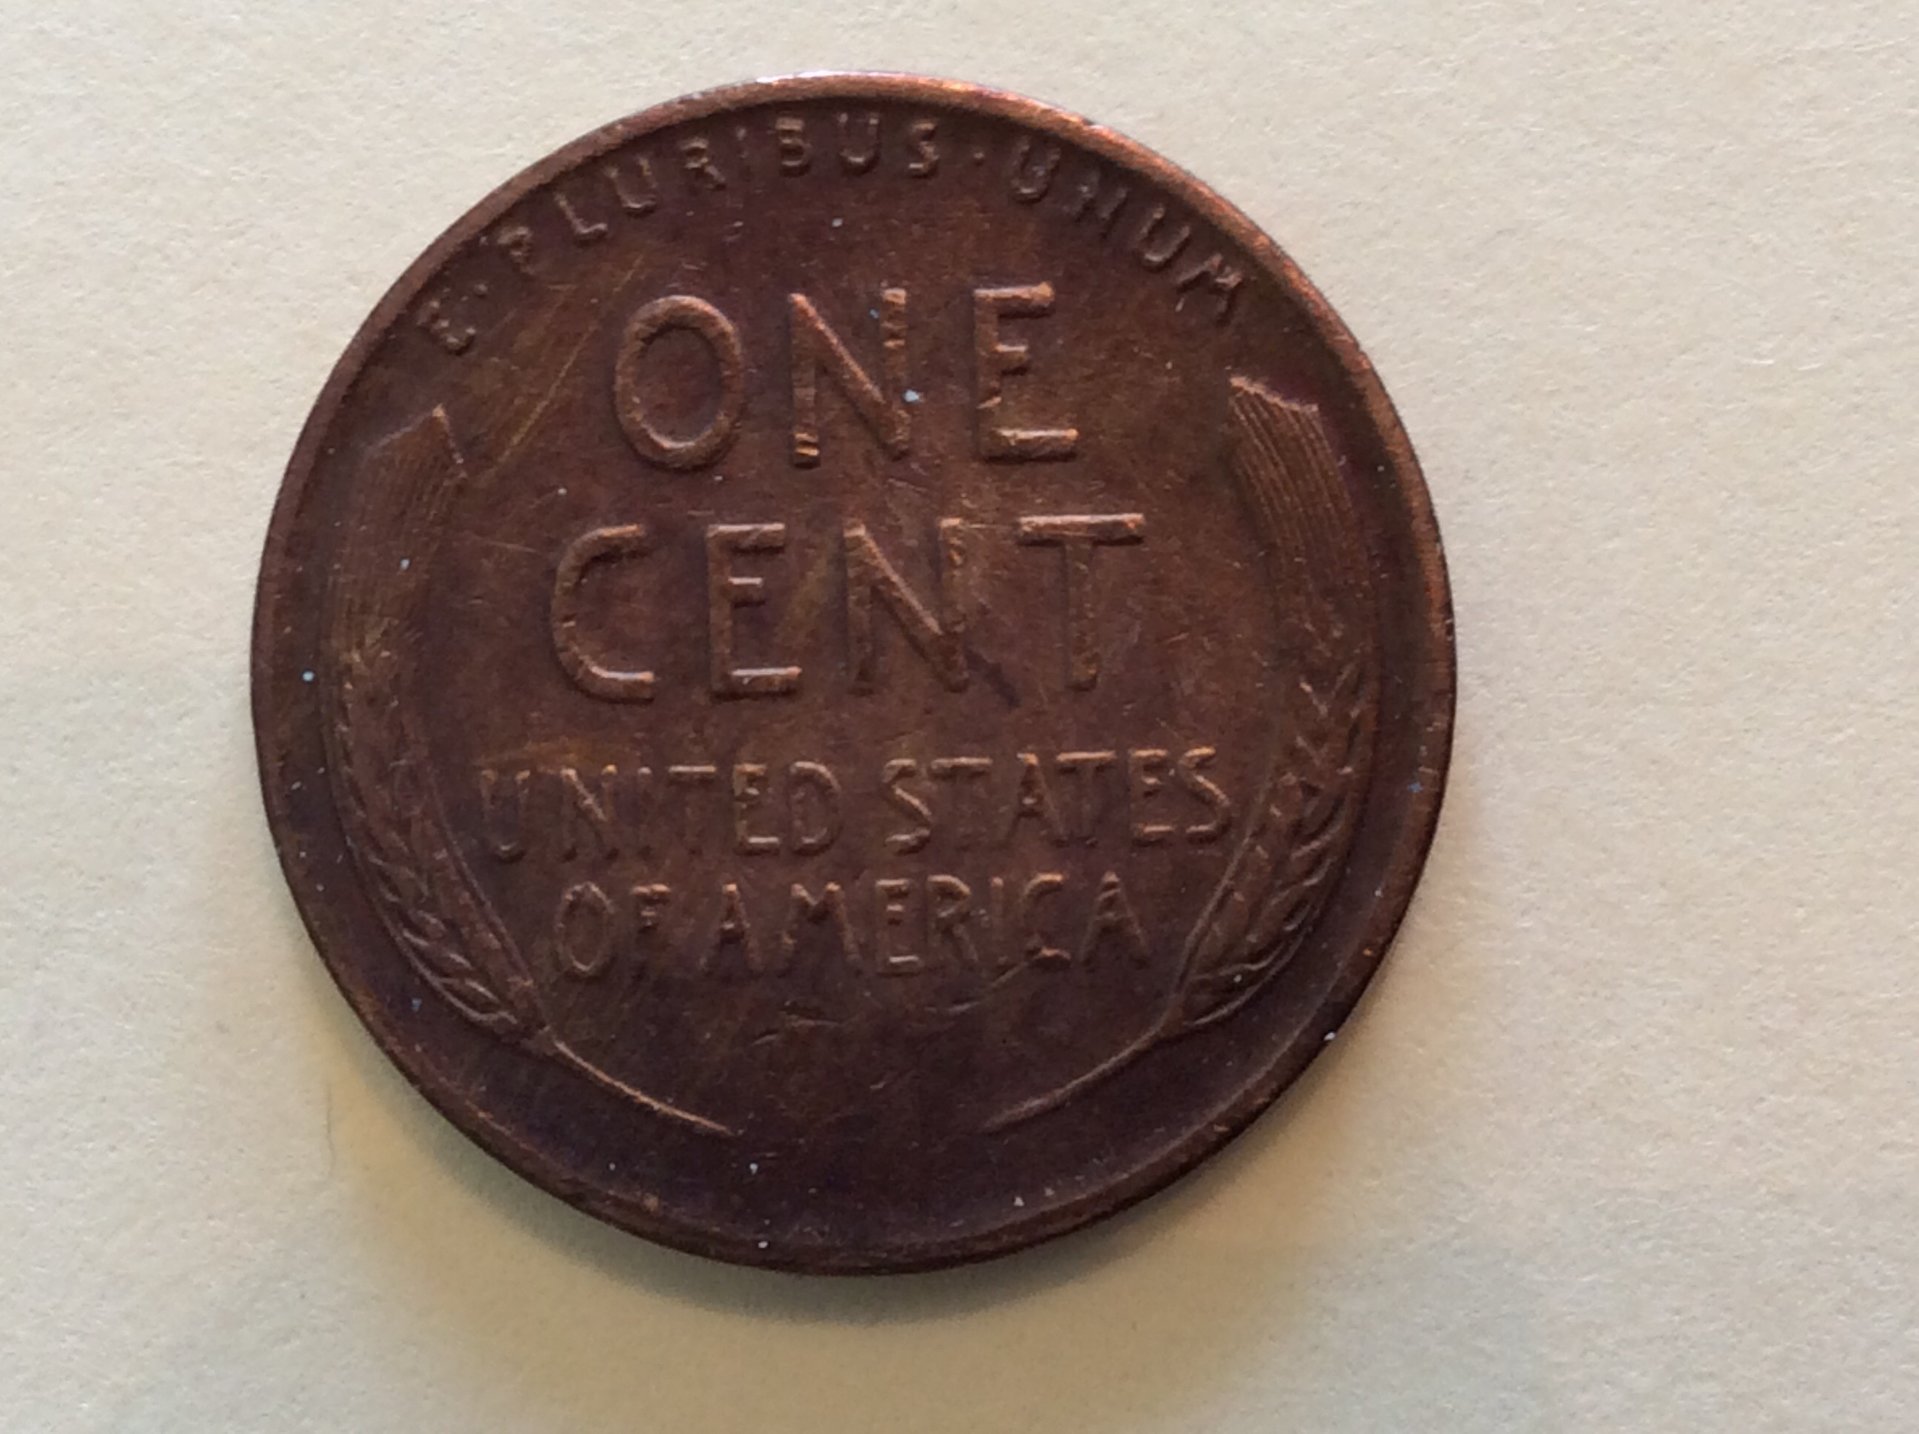 E·PLURIBUS·UNUM
ONE
CENT
UNITED STATES
OF AMERICA